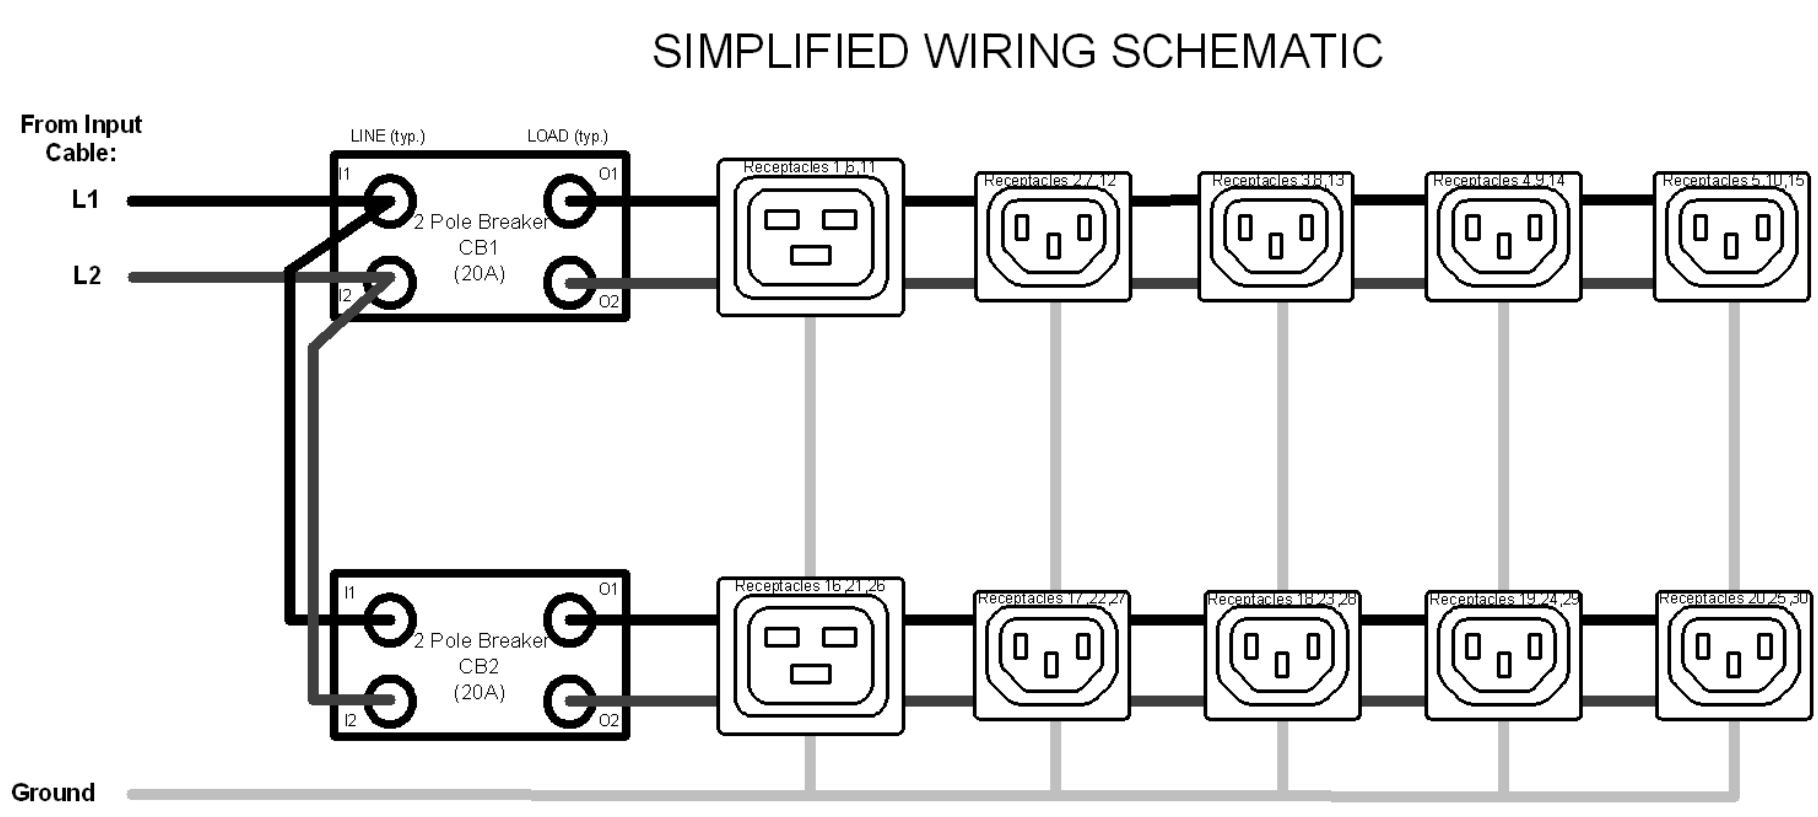 SIMPLIFIED WIRING SCHEMATIC
From Input
Cable:
LINE (typ.)
LOAD (typ.)
L1
L2
I1
O1
2 Pole Breaker
CB1
(20A)
I2
O2
Receptacles 1,6,11
Receptacles 2,7,12
Receptacles 3,8,13
Receptacles 4,9,14
Receptacles 5,10,15
I1
O1
2 Pole Breaker
CB2
(20A)
I2
O2
Receptacles 16,21,26
Receptacles 17,22,27
Receptacles 18,23,28
Receptacles 19,24,29
Receptacles 20,25,30
Ground